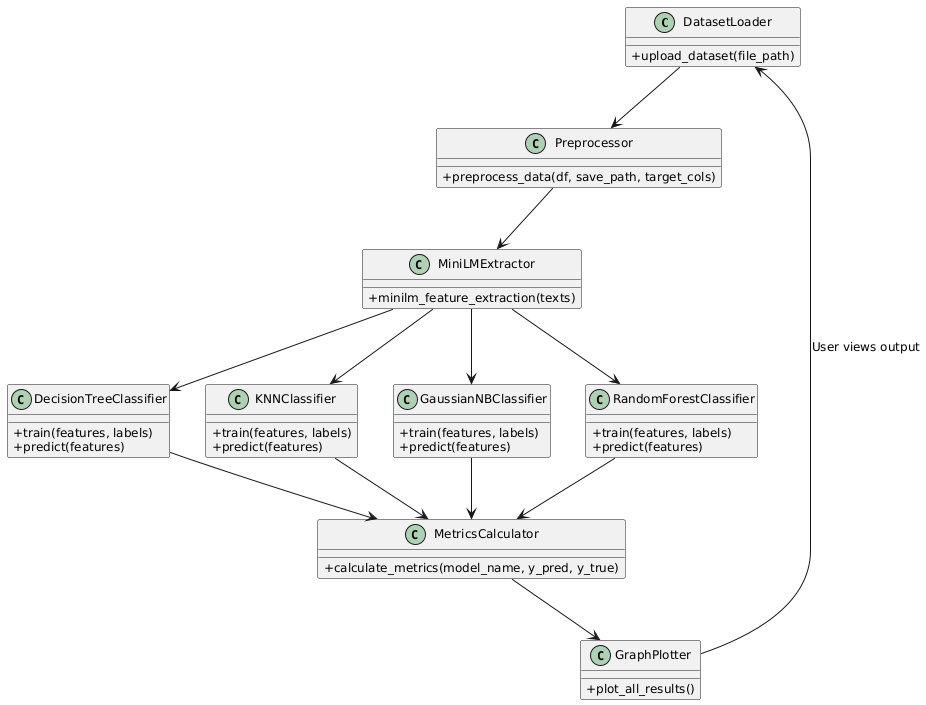 C DatasetLoader
+upload_dataset(file_path)
C Preprocessor
+preprocess_data(df, save_path, target_cols)
C MiniLMExtractor
+minilm_feature_extraction(texts)
User views output
C DecisionTreeClassifier
+train(features, labels)
+predict(features)
C KNNClassifier
+train(features, labels)
+predict(features)
C GaussianNBClassifier
+train(features, labels)
+predict(features)
C RandomForestClassifier
+train(features, labels)
+predict(features)
C MetricsCalculator
+calculate_metrics(model_name, y_pred, y_true)
C GraphPlotter
+plot_all_results()